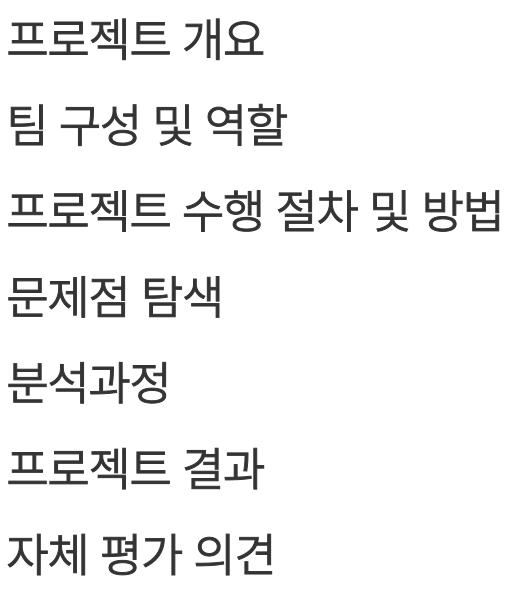 프로젝트 개요
팀 구성 및 역할
프로젝트 수행 절차 및 방법
문제점 탐색
분석과정
프로젝트 결과
자체 평가 의견